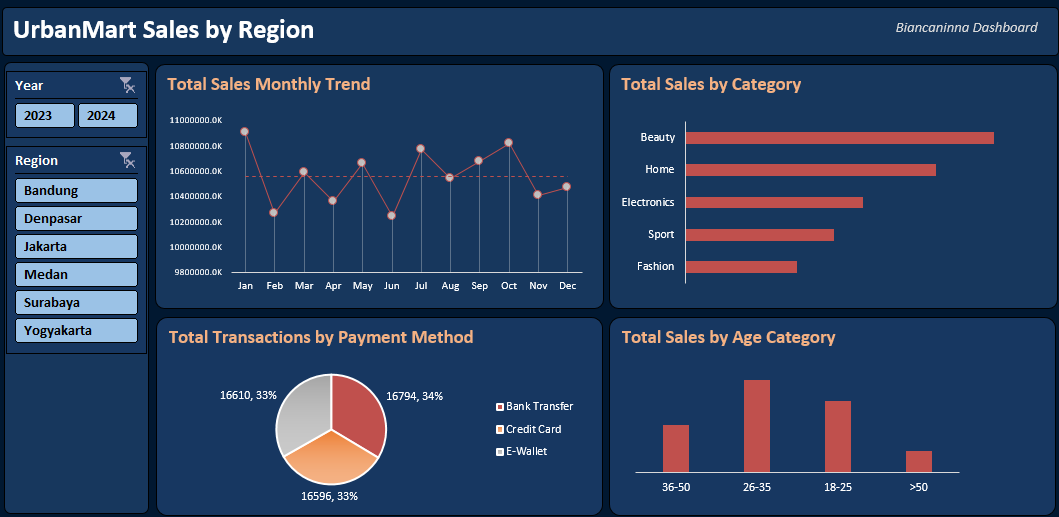 UrbanMart Sales by Region
Biancaninna Dashboard
Year
2023
2024
Region
Bandung
Denpasar
Jakarta
Medan
Surabaya
Yogyakarta
Total Sales Monthly Trend
11000000.0K
10800000.0K
10600000.0K
10400000.0K
10200000.0K
10000000.0K
9800000.0K
Jan Feb Mar Apr May Jun Jul Aug Sep Oct Nov Dec
Total Sales by Category
Beauty
Home
Electronics
Sport
Fashion
Total Transactions by Payment Method
16610, 33%
16794, 34%
16596, 33%
Bank Transfer
Credit Card
E-Wallet
Total Sales by Age Category
36-50 26-35 18-25 >50